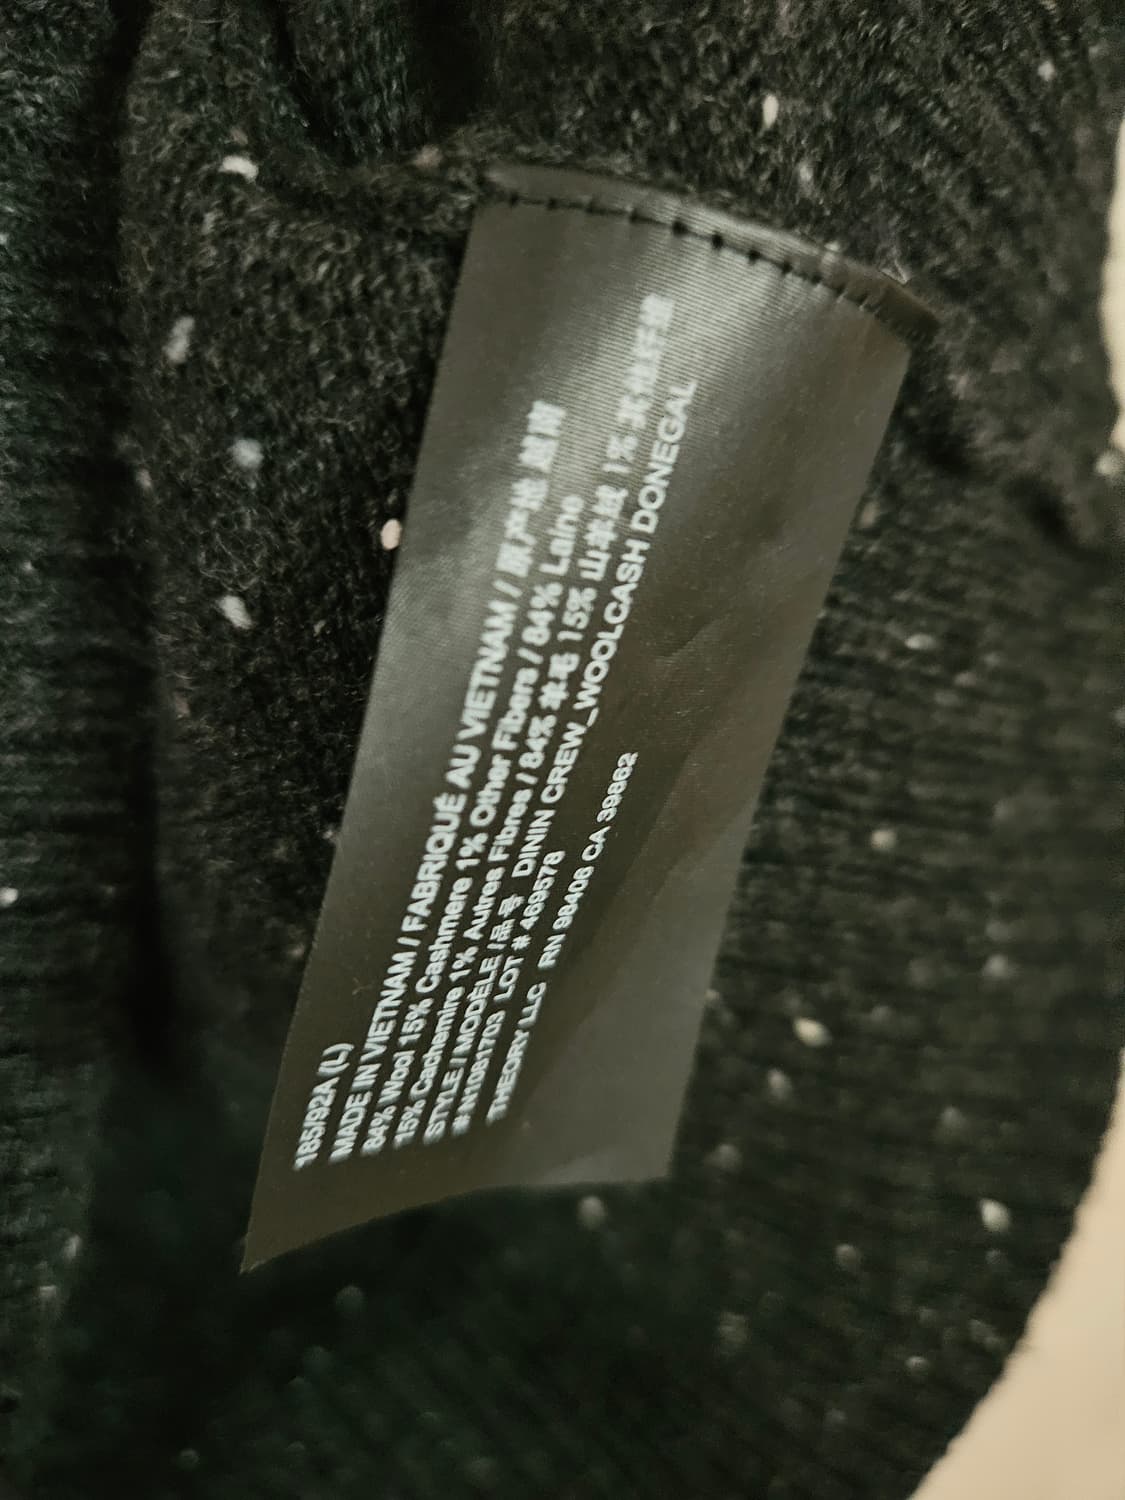 185/92A (L)
MADE IN VIETNAM / FABRIQUÉ AU VIETNAM / 原产地 越南
84% Wool 15% Cashmere 1% Other Fibers / 84% Laine
15% Cachemire 1% Autres Fibres / 84% 羊毛 15% 山羊绒 1% 其他纤维
STYLE / MODÈLE / 品号 DININ CREW_WOOLCASH DONEGAL
# N1081703 LOT # 469578
THEORY LLC RN 98406 CA 39862